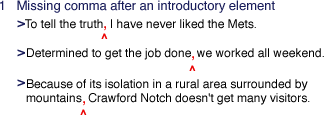 1 Missing comma after an introductory element
>To tell the truth, I have never liked the Mets.
^
>Determined to get the job done, we worked all weekend.
^
>Because of its isolation in a rural area surrounded by
mountains, Crawford Notch doesn't get many visitors.
^